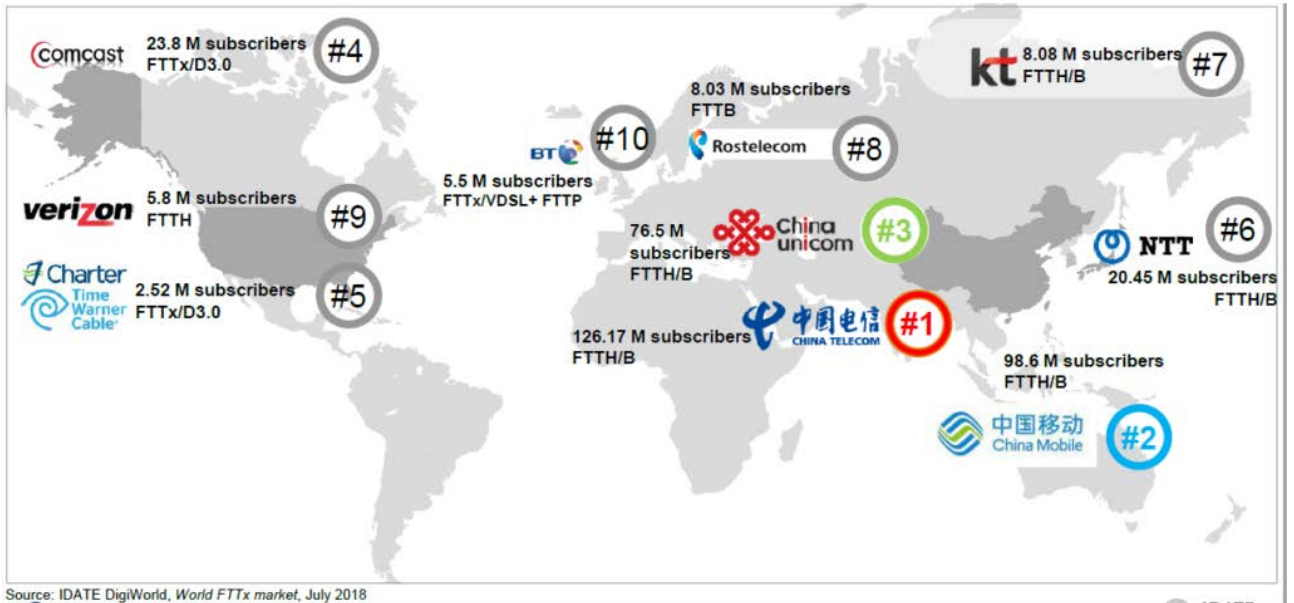 comcast
23.8 M subscribers
FTTx/D3.0
#4
kt
8.08 M subscribers
FTTH/B
#7
8.03 M subscribers
FTTB
Rostelecom
#8
BT
#10
5.5 M subscribers
FTTx/VDSL+ FTTP
verizon
5.8 M subscribers
FTTH
#9
76.5 M
subscribers
FTTH/B
China
unicom
#3
NTT
#6
20.45 M subscribers
FTTH/B
Charter
Time
Warner
Cable
2.52 M subscribers
FTTx/D3.0
#5
126.17 M subscribers
FTTH/B
中国电信
CHINA TELECOM
#1
98.6 M subscribers
FTTH/B
中国移动
China Mobile
#2
Source: IDATE DigiWorld, World FTTx market, July 2018